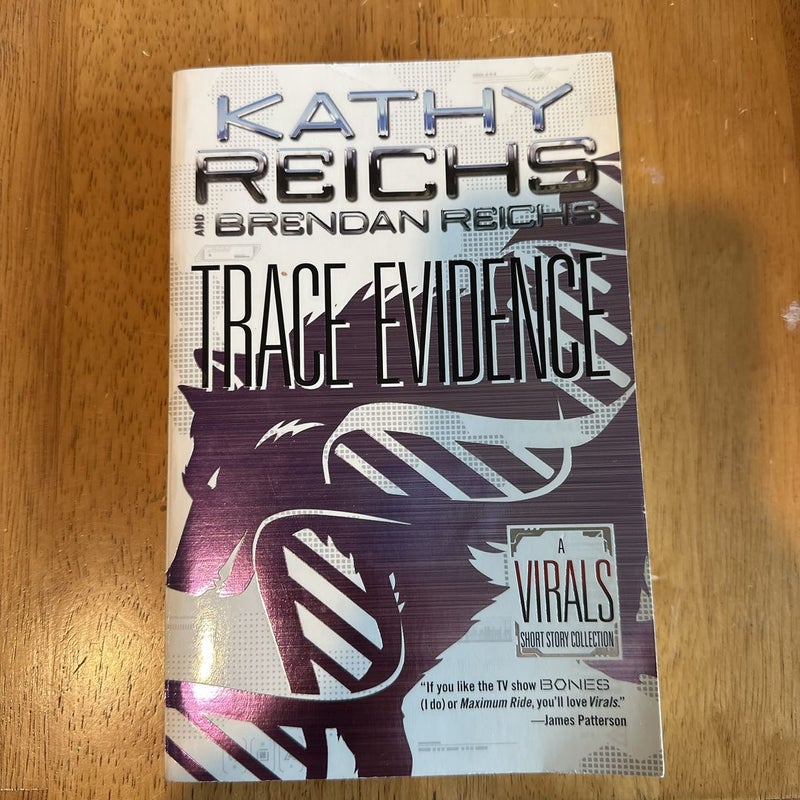 KATHY
REICHS
AND BRENDAN REICHS
TRACE EVIDENCE
A
VIRALS
SHORT STORY COLLECTION
“If you like the TV show BONES
(I do) or Maximum Ride, you'll love Virals.”
—James Patterson